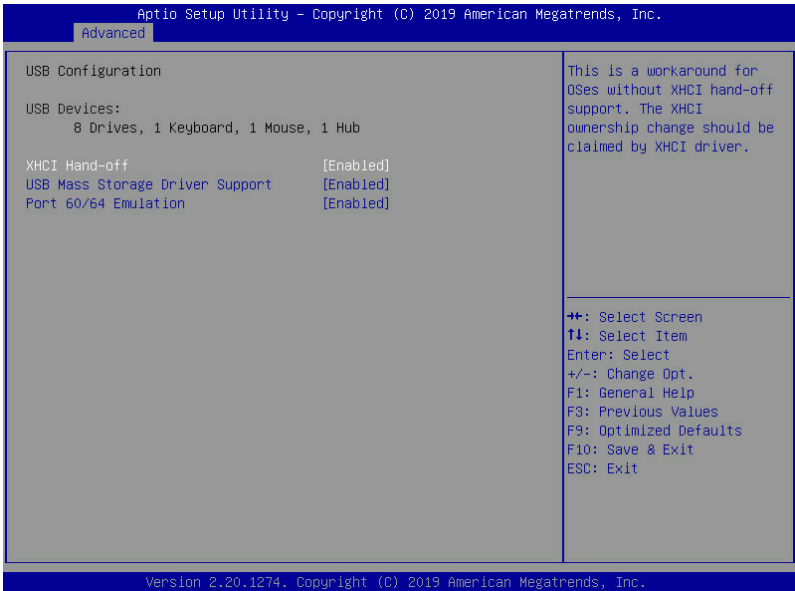 Aptio Setup Utility – Copyright (C) 2019 American Megatrends, Inc.
Advanced
USB Configuration
USB Devices:
8 Drives, 1 Keyboard, 1 Mouse, 1 Hub
XHCI Hand-off [Enabled]
USB Mass Storage Driver Support [Enabled]
Port 60/64 Emulation [Enabled]
This is a workaround for
OSes without XHCI hand-off
support. The XHCI
ownership change should be
claimed by XHCI driver.
→←: Select Screen
↑↓: Select Item
Enter: Select
+/-: Change Opt.
F1: General Help
F3: Previous Values
F9: Optimized Defaults
F10: Save & Exit
ESC: Exit
Version 2.20.1274. Copyright (C) 2019 American Megatrends, Inc.